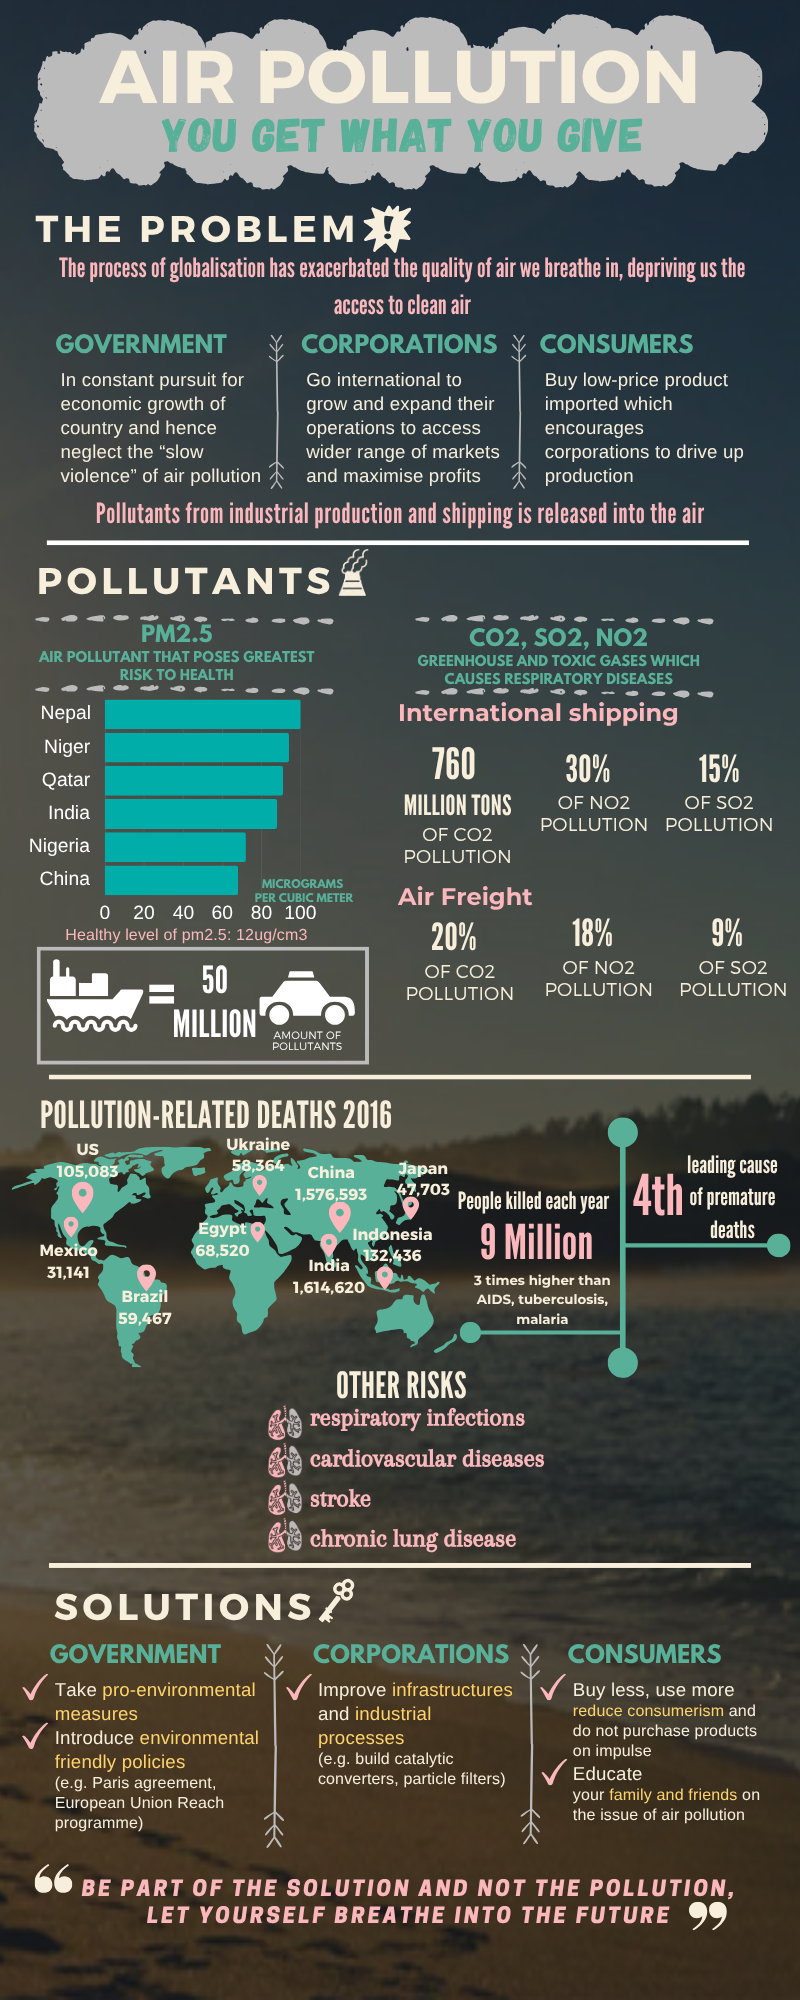 AIR POLLUTION
YOU GET WHAT YOU GIVE
THE PROBLEM
The process of globalisation has exacerbated the quality of air we breathe in, depriving us the
access to clean air
GOVERNMENT
In constant pursuit for
economic growth of
country and hence
neglect the “slow
violence” of air pollution
CORPORATIONS
Go international to
grow and expand their
operations to access
wider range of markets
and maximise profits
CONSUMERS
Buy low-price product
imported which
encourages
corporations to drive up
production
Pollutants from industrial production and shipping is released into the air
POLLUTANTS
PM2.5
AIR POLLUTANT THAT POSES GREATEST
RISK TO HEALTH
Nepal
Niger
Qatar
India
Nigeria
China
MICROGRAMS
PER CUBIC METER
0 20 40 60 80 100
Healthy level of pm2.5: 12ug/cm3
= 50
MILLION
AMOUNT OF
POLLUTANTS
CO2, SO2, NO2
GREENHOUSE AND TOXIC GASES WHICH
CAUSES RESPIRATORY DISEASES
International shipping
760
MILLION TONS
OF CO2
POLLUTION
30%
OF NO2
POLLUTION
15%
OF SO2
POLLUTION
Air Freight
20%
OF CO2
POLLUTION
18%
OF NO2
POLLUTION
9%
OF SO2
POLLUTION
POLLUTION-RELATED DEATHS 2016
US
105,083
Ukraine
58,364
China
1,576,593
Japan
47,703
Mexico
31,141
Egypt
68,520
Indonesia
132,436
India
1,614,620
Brazil
59,467
People killed each year
9 Million
3 times higher than
AIDS, tuberculosis,
malaria
4th leading cause
of premature
deaths
OTHER RISKS
respiratory infections
cardiovascular diseases
stroke
chronic lung disease
SOLUTIONS
GOVERNMENT
Take pro-environmental
measures
Introduce environmental
friendly policies
(e.g. Paris agreement,
European Union Reach
programme)
CORPORATIONS
Improve infrastructures
and industrial
processes
(e.g. build catalytic
converters, particle filters)
CONSUMERS
Buy less, use more
reduce consumerism and
do not purchase products
on impulse
Educate
your family and friends on
the issue of air pollution
“BE PART OF THE SOLUTION AND NOT THE POLLUTION,
LET YOURSELF BREATHE INTO THE FUTURE”